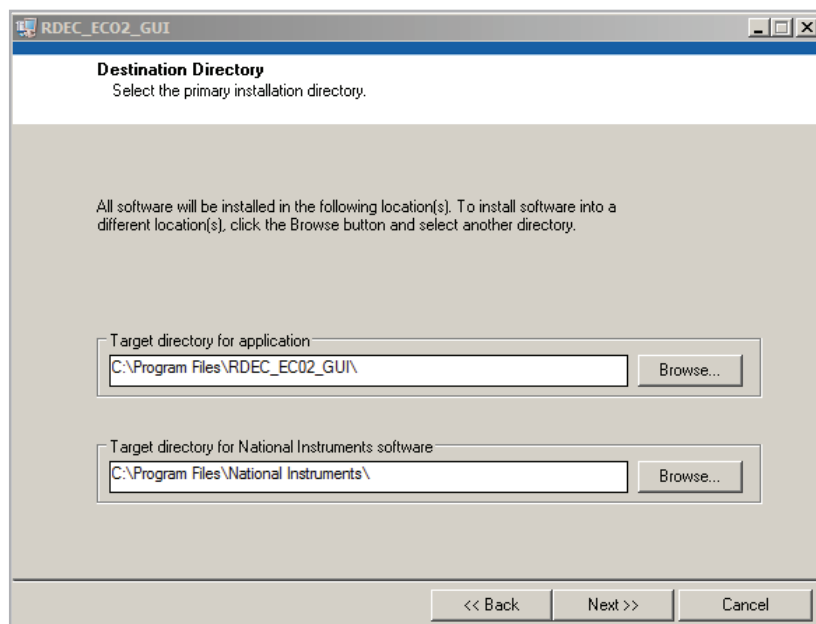 RDEC_EC02_GUI
Destination Directory
Select the primary installation directory.
All software will be installed in the following location(s). To install software into a
different location(s), click the Browse button and select another directory.
Target directory for application
C:\Program Files\RDEC_EC02_GUI\
Browse...
Target directory for National Instruments software
C:\Program Files\National Instruments\
Browse...
<< Back
Next >>
Cancel